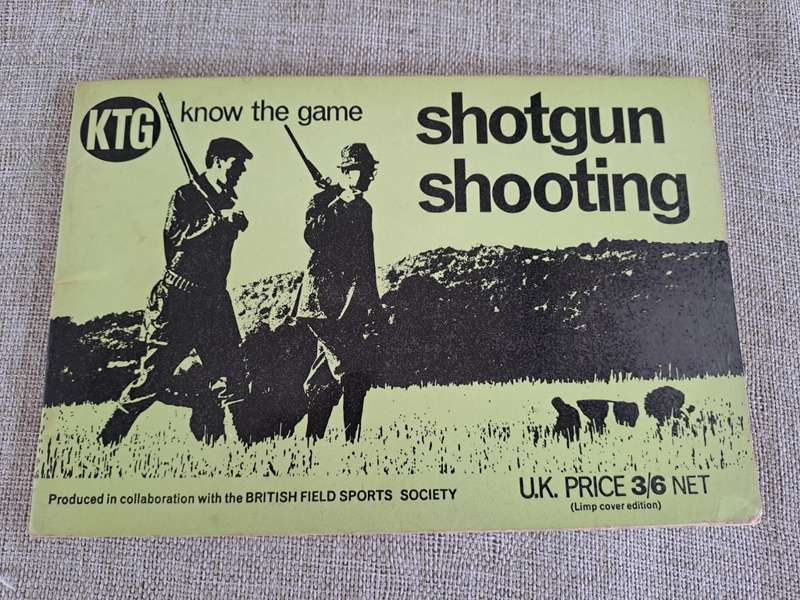 KTG know the game
shotgun
shooting
Produced in collaboration with the BRITISH FIELD SPORTS SOCIETY
U.K. PRICE 3/6 NET
(Limp cover edition)